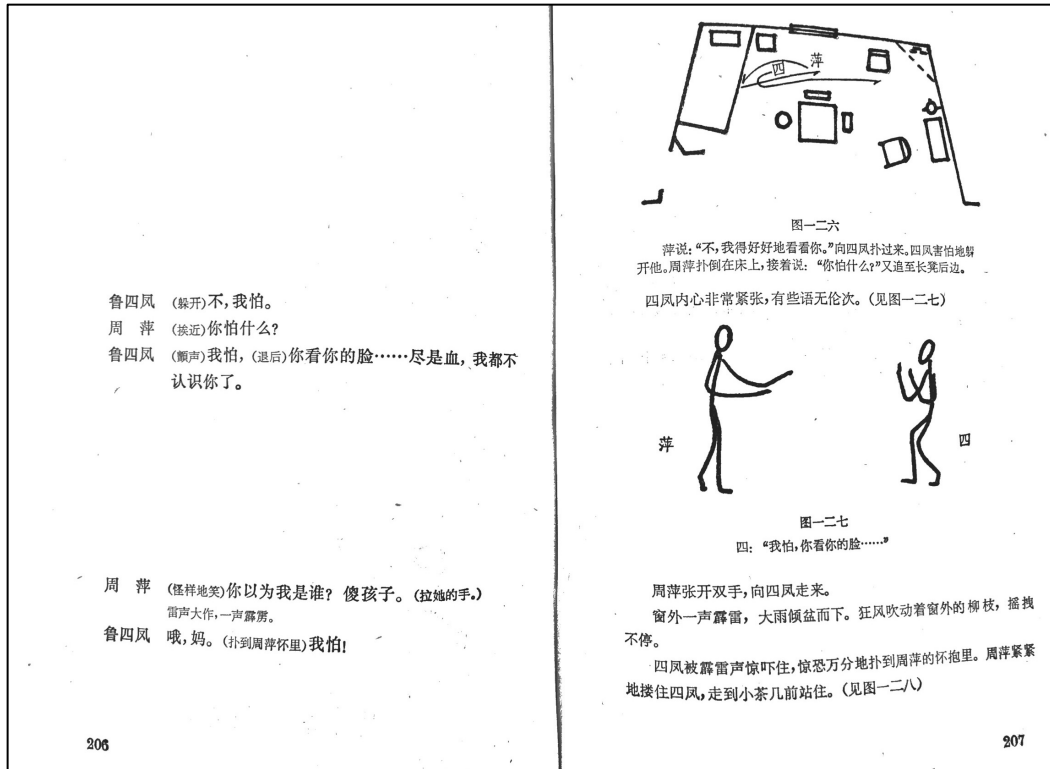 鲁四凤 (躲开)不,我怕。
周 萍 (挨近)你怕什么?
鲁四凤 (颤声)我怕,(退后)你看你的脸……尽是血,我都不
认识你了。
周 萍 (怪样地笑)你以为我是谁? 傻孩子。(拉她的手。)
雷声大作,一声霹雳。
鲁四凤 哦,妈。(扑到周萍怀里)我怕!
206
四 萍
图一二六
萍说:“不,我得好好地看看你。”向四凤扑过来。四凤害怕地躲
开他。周萍扑倒在床上,接着说:“你怕什么?”又追至长凳后边。
四凤内心非常紧张,有些语无伦次。(见图一二七)
萍
四
图一二七
四:“我怕,你看你的脸……”
周萍张开双手,向四凤走来。
窗外一声霹雷,大雨倾盆而下。狂风吹动着窗外的柳枝,摇拽
不停。
四凤被霹雷声惊吓住,惊恐万分地扑到周萍的怀抱里。周萍紧紧
地搂住四凤,走到小茶几前站住。(见图一二八)
207